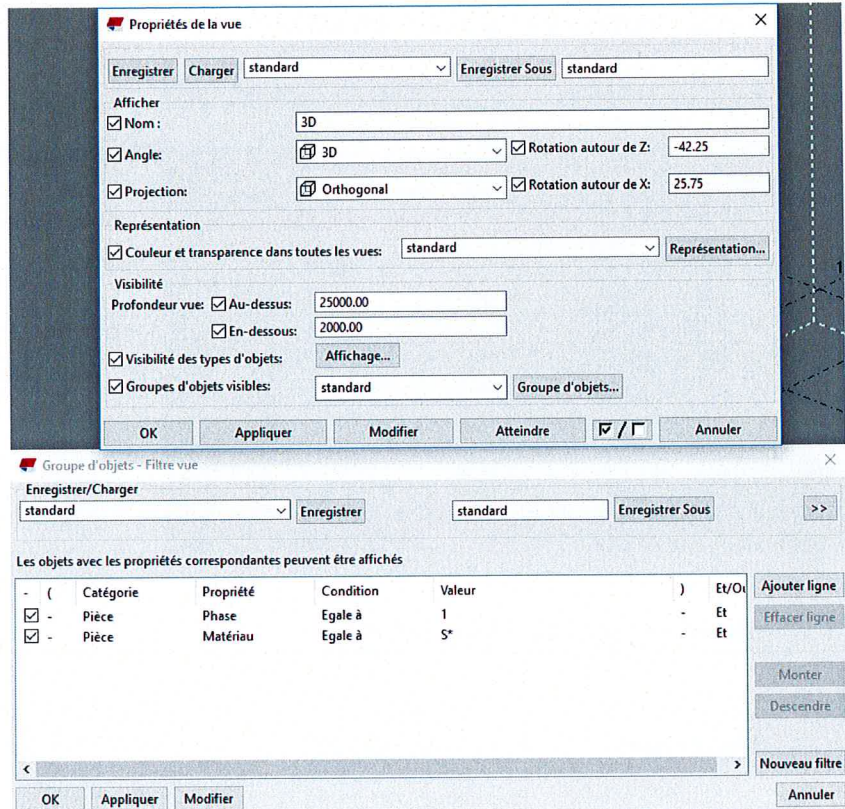 Propriétés de la vue
Enregistrer Charger standard Enregistrer Sous standard
Afficher
Nom : 3D
Angle: 3D Rotation autour de Z: -42.25
Projection: Orthogonal Rotation autour de X: 25.75
Représentation
Couleur et transparence dans toutes les vues: standard Représentation...
Visibilité
Profondeur vue: Au-dessus: 25000.00
En-dessous: 2000.00
Visibilité des types d'objets: Affichage...
Groupes d'objets visibles: standard Groupe d'objets...
OK Appliquer Modifier Atteindre / Annuler
1
Groupe d'objets - Filtre vue
Enregistrer/Charger
standard Enregistrer standard Enregistrer Sous >>
Les objets avec les propriétés correspondantes peuvent être affichés
- ( Catégorie Propriété Condition Valeur ) Et/Ou Ajouter ligne
- Pièce Phase Egale à 1 - Et Effacer ligne
- Pièce Matériau Egale à S* - Et
Monter
Descendre
Nouveau filtre
OK Appliquer Modifier Annuler